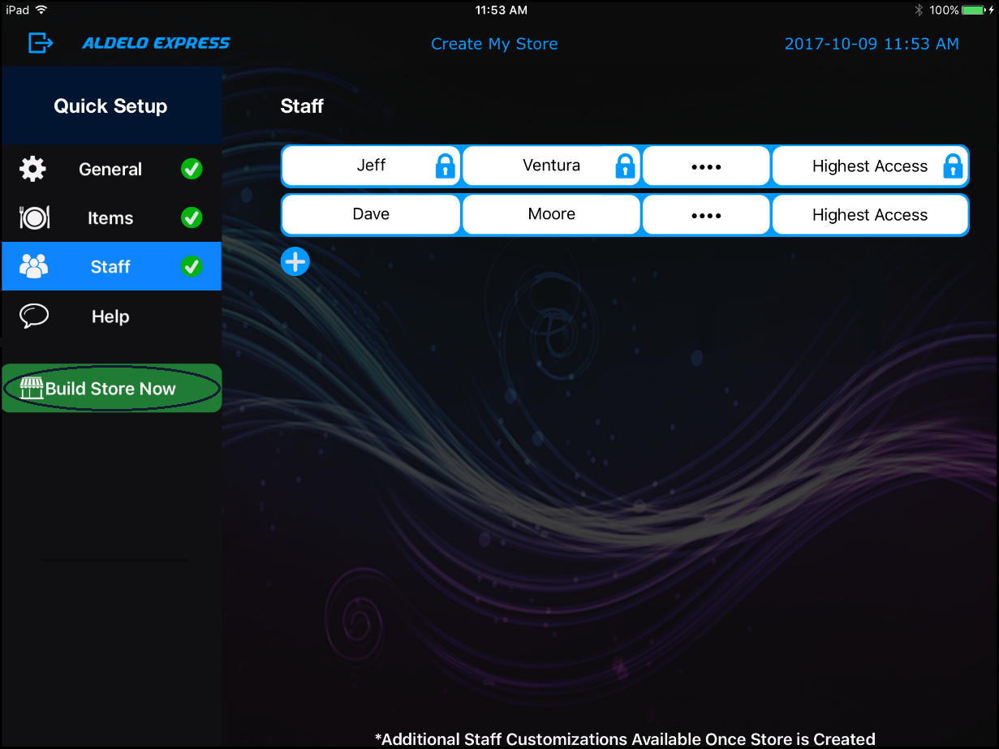 iPad 11:53 AM 100%
ALDELO EXPRESS Create My Store 2017-10-09 11:53 AM
Quick Setup
General
Items
Staff
Help
Build Store Now
Staff
Jeff Ventura •••• Highest Access
Dave Moore •••• Highest Access
*Additional Staff Customizations Available Once Store is Created